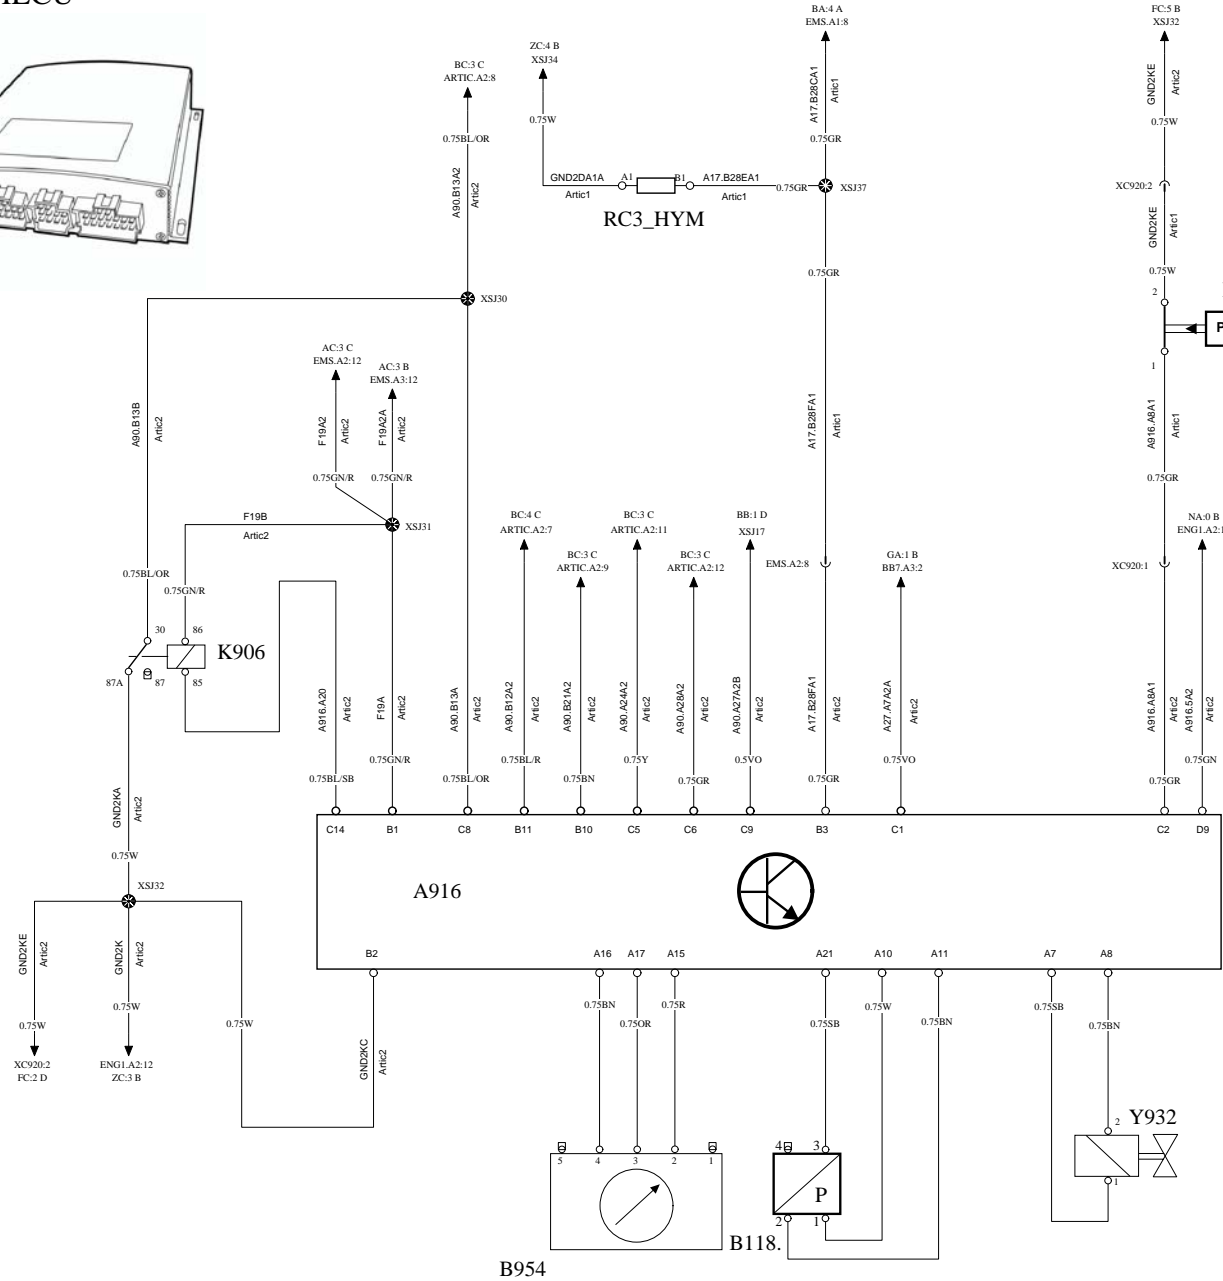 BA:4 A
EMS.A1:8
FC:5 B
XSJ32
ZC:4 B
XSJ34
BC:3 C
ARTIC.A2:8
A17.B28CA1
Artic1
GND2KE
Artic2
0.75W
0.75W
0.75BL/OR
0.75GR
A90.B13A2
Artic2
GND2DA1A
A1
B1
A17.B28EA1
Artic1
Artic1
0.75GR
XSJ37
XC920:2
RC3_HYM
GND2KE
Artic1
0.75GR
0.75W
2
XSJ30
P
1
AC:3 C
EMS.A2:12
AC:3 B
EMS.A3:12
A90.B13B
Artic2
F19A2
Artic2
F19A2A
Artic2
A17.B28FA1
Artic1
A916.A8A1
Artic1
0.75GN/R
0.75GN/R
0.75GR
F19B
Artic2
XSJ31
BC:4 C
ARTIC.A2:7
BC:3 C
ARTIC.A2:11
BB:1 D
XSJ17
NA:0 B
BC:3 C
ARTIC.A2:9
BC:3 C
ARTIC.A2:12
EMS.A2:8
GA:1 B
BB7.A3:2
XC920:1
0.75BL/OR
0.75GN/R
30
86
K906
87A
87
85
A916.A20
Artic2
F19A
Artic2
A90.B13A
Artic2
A90.B12A2
Artic2
A90.B21A2
Artic2
A90.A24A2
Artic2
A90.A28A2
Artic2
A90.A27A2B
Artic2
A17.B28FA1
Artic2
A27.A7A2A
Artic2
A916.A8A1
Artic2
A916.5A2
Artic2
0.75GN/R
0.75BL/R
0.75Y
0.5VO
0.75VO
0.75GN
0.75BL/SB
0.75BL/OR
0.75BN
0.75GR
0.75GR
0.75GR
GND2KA
Artic2
C14
B1
C8
B11
B10
C5
C6
C9
B3
C1
C2
D9
0.75W
XSJ32
A916
GND2KE
Artic2
GND2K
Artic2
B2
A16
A17
A15
A21
A10
A11
A7
A8
0.75W
0.75BN
0.75R
0.75W
0.75SB
0.75W
0.75W
0.75OR
0.75SB
0.75BN
0.75BN
GND2KC
Artic2
XC920:2
FC:2 D
ENG1.A2:12
ZC:3 B
2
Y932
5
4
3
2
1
4
3
1
P
2
1
B118.
B954